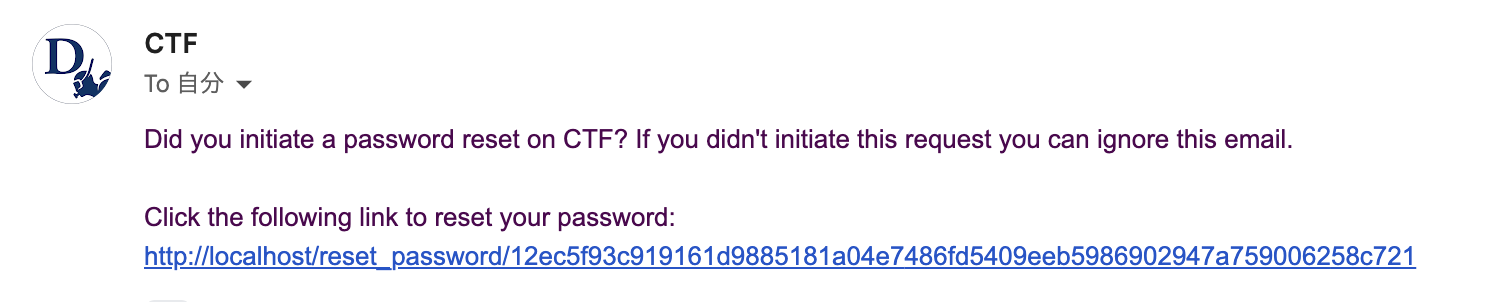 D
CTF
To 自分
Did you initiate a password reset on CTF? If you didn't initiate this request you can ignore this email.
Click the following link to reset your password:
http://localhost/reset_password/12ec5f93c919161d9885181a04e7486fd5409eeb5986902947a759006258c721